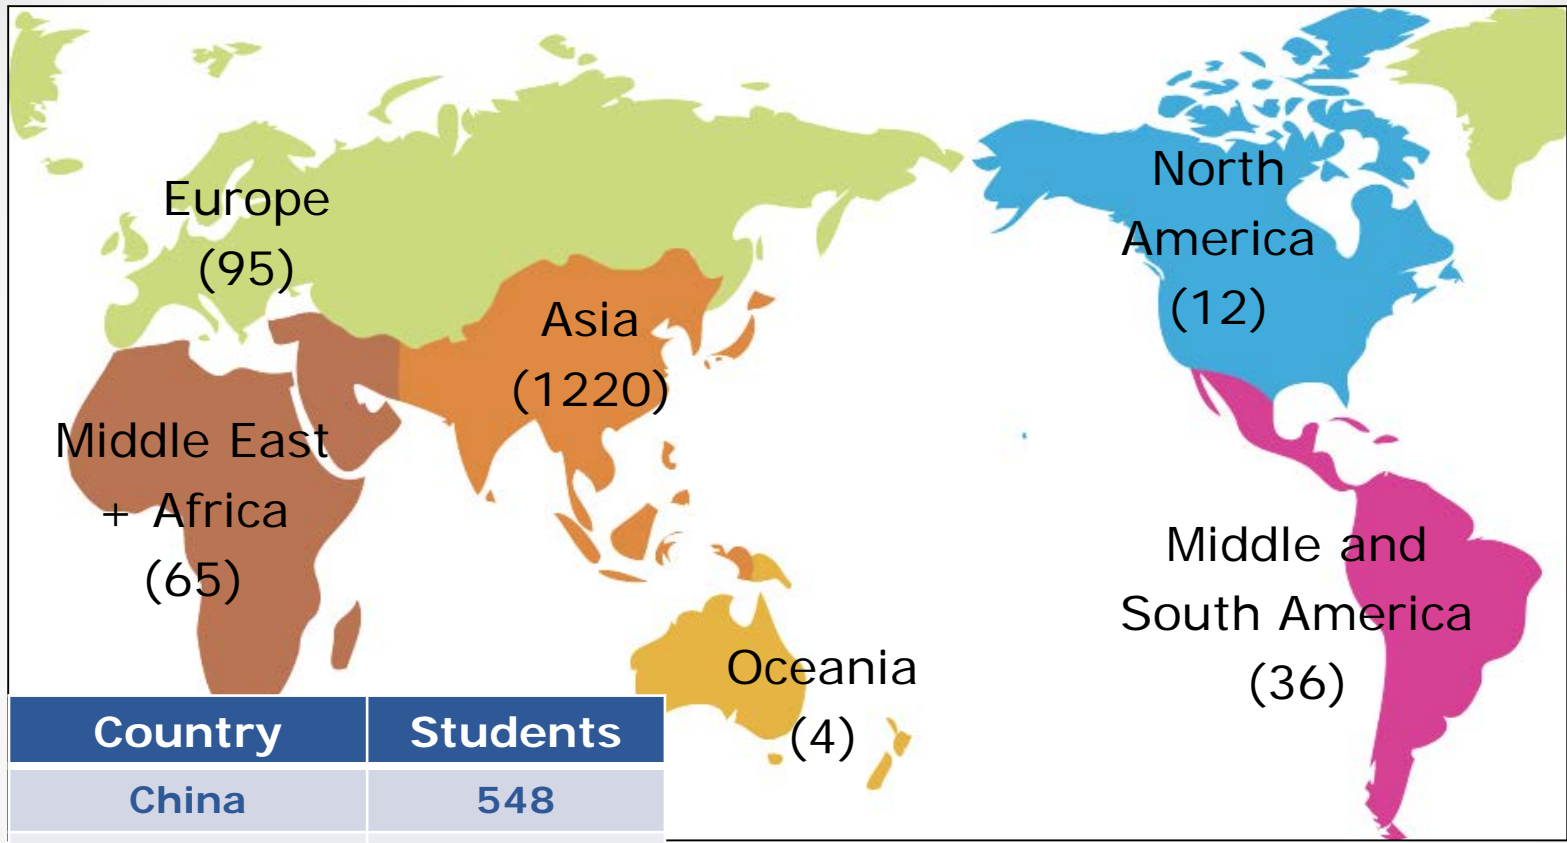 Europe
(95)
Asia
(1220)
North
America
(12)
Middle East
+ Africa
(65)
Middle and
South America
(36)
Oceania
(4)
Country Students
China 548